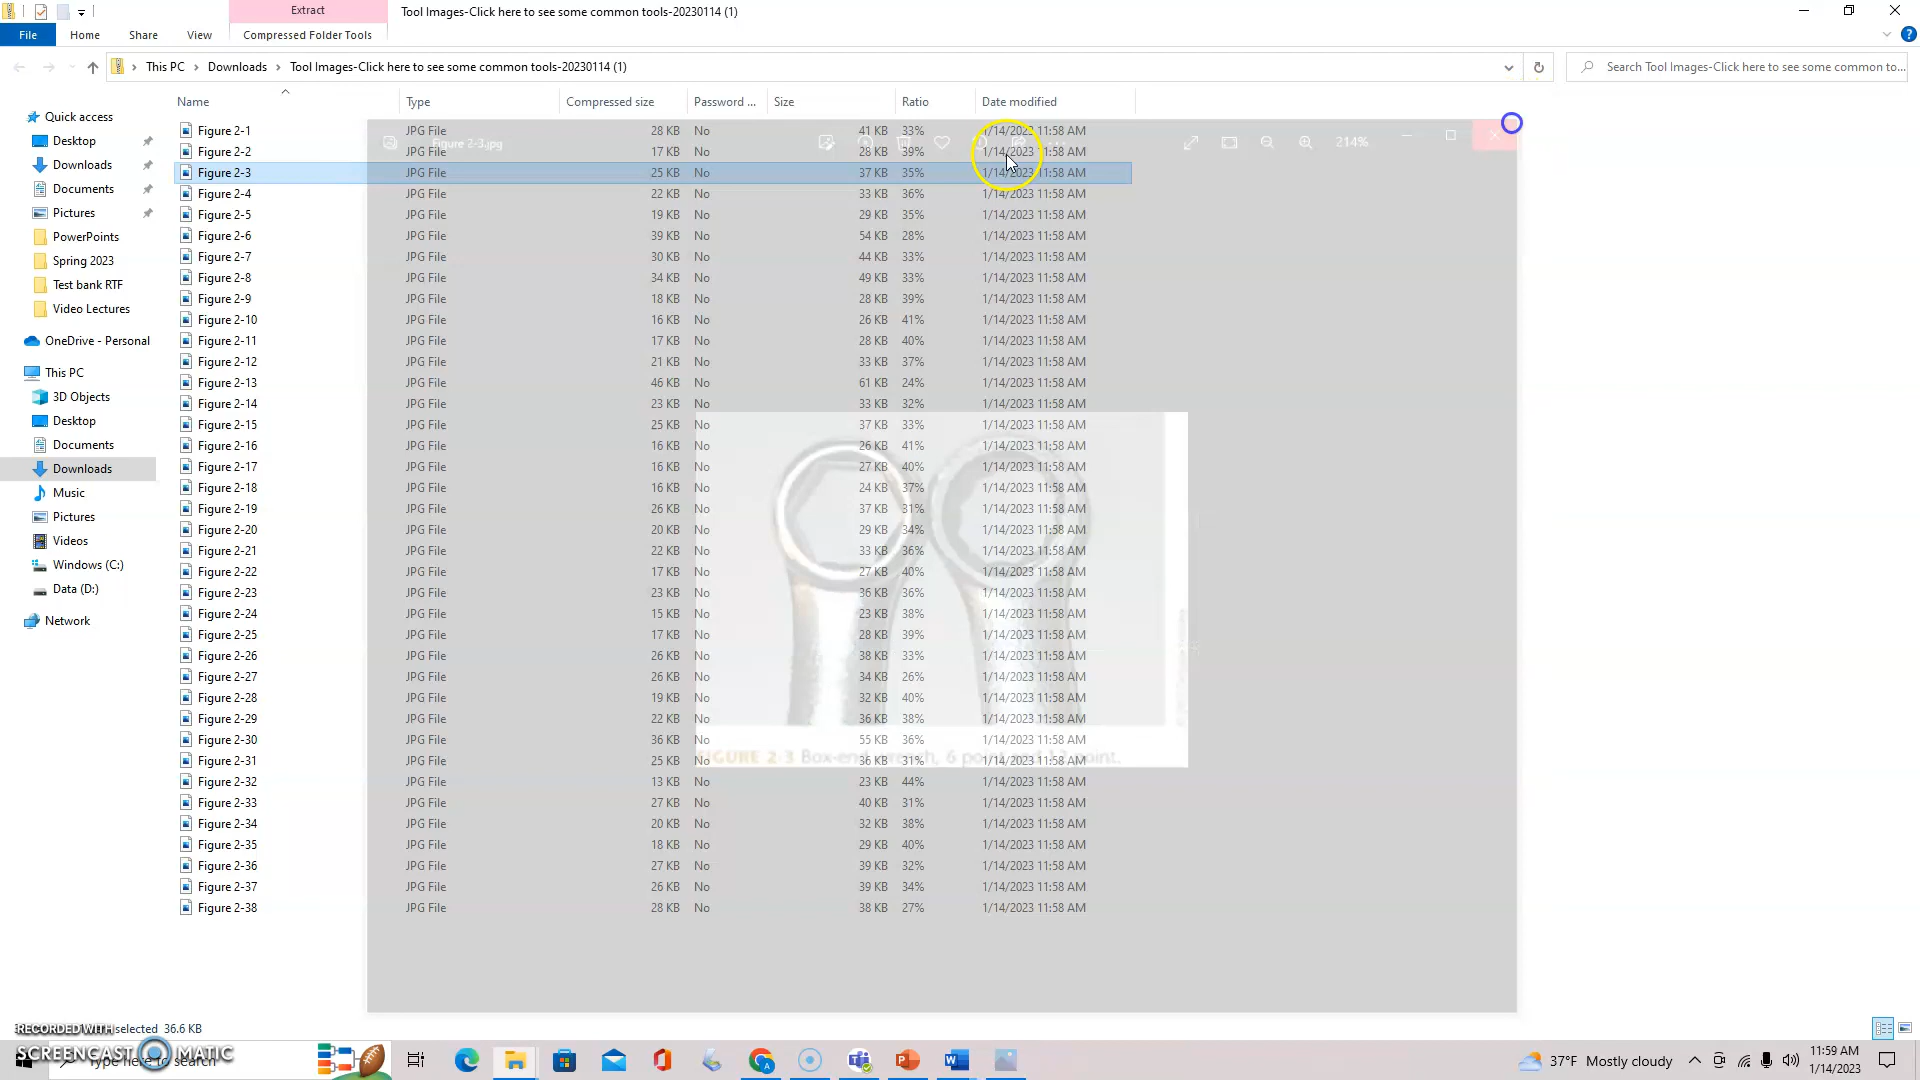 Extract
Tool Images-Click here to see some common tools-20230114 (1)
File Home Share View Compressed Folder Tools
This PC Downloads Tool Images-Click here to see some common tools-20230114 (1)
Search Tool Images-Click here to see some common to...
Name Type Compressed size Password ... Size Ratio Date modified
Quick access
Desktop
Downloads
Documents
Pictures
PowerPoints
Spring 2023
Test bank RTF
Video Lectures
OneDrive - Personal
This PC
3D Objects
Desktop
Documents
Downloads
Music
Pictures
Videos
Windows (C:)
Data (D:)
Network
Figure 2-1 JPG File 28 KB No 41 KB 33% 1/14/2023 11:58 AM
Figure 2-2 JPG File 17 KB No 28 KB 39% 1/14/2023 11:58 AM
Figure 2-3 JPG File 25 KB No 37 KB 35% 1/14/2023 11:58 AM
Figure 2-4 JPG File 22 KB No 33 KB 36% 1/14/2023 11:58 AM
Figure 2-5 JPG File 19 KB No 29 KB 35% 1/14/2023 11:58 AM
Figure 2-6 JPG File 39 KB No 54 KB 28% 1/14/2023 11:58 AM
Figure 2-7 JPG File 30 KB No 44 KB 33% 1/14/2023 11:58 AM
Figure 2-8 JPG File 34 KB No 49 KB 33% 1/14/2023 11:58 AM
Figure 2-9 JPG File 18 KB No 28 KB 39% 1/14/2023 11:58 AM
Figure 2-10 JPG File 16 KB No 26 KB 41% 1/14/2023 11:58 AM
Figure 2-11 JPG File 17 KB No 28 KB 40% 1/14/2023 11:58 AM
Figure 2-12 JPG File 21 KB No 33 KB 37% 1/14/2023 11:58 AM
Figure 2-13 JPG File 46 KB No 61 KB 24% 1/14/2023 11:58 AM
Figure 2-14 JPG File 23 KB No 33 KB 32% 1/14/2023 11:58 AM
Figure 2-15 JPG File 25 KB No 37 KB 33% 1/14/2023 11:58 AM
Figure 2-16 JPG File 16 KB No 26 KB 41% 1/14/2023 11:58 AM
Figure 2-17 JPG File 16 KB No 27 KB 40% 1/14/2023 11:58 AM
Figure 2-18 JPG File 16 KB No 24 KB 37% 1/14/2023 11:58 AM
Figure 2-19 JPG File 26 KB No 37 KB 31% 1/14/2023 11:58 AM
Figure 2-20 JPG File 20 KB No 29 KB 34% 1/14/2023 11:58 AM
Figure 2-21 JPG File 22 KB No 33 KB 36% 1/14/2023 11:58 AM
Figure 2-22 JPG File 17 KB No 27 KB 40% 1/14/2023 11:58 AM
Figure 2-23 JPG File 23 KB No 36 KB 36% 1/14/2023 11:58 AM
Figure 2-24 JPG File 15 KB No 23 KB 38% 1/14/2023 11:58 AM
Figure 2-25 JPG File 17 KB No 28 KB 39% 1/14/2023 11:58 AM
Figure 2-26 JPG File 26 KB No 38 KB 33% 1/14/2023 11:58 AM
Figure 2-27 JPG File 26 KB No 34 KB 26% 1/14/2023 11:58 AM
Figure 2-28 JPG File 19 KB No 32 KB 40% 1/14/2023 11:58 AM
Figure 2-29 JPG File 22 KB No 36 KB 38% 1/14/2023 11:58 AM
Figure 2-30 JPG File 36 KB No 55 KB 36% 1/14/2023 11:58 AM
Figure 2-31 JPG File 25 KB No 36 KB 31% 1/14/2023 11:58 AM
Figure 2-32 JPG File 13 KB No 23 KB 44% 1/14/2023 11:58 AM
Figure 2-33 JPG File 27 KB No 40 KB 31% 1/14/2023 11:58 AM
Figure 2-34 JPG File 20 KB No 32 KB 38% 1/14/2023 11:58 AM
Figure 2-35 JPG File 18 KB No 29 KB 40% 1/14/2023 11:58 AM
Figure 2-36 JPG File 27 KB No 39 KB 32% 1/14/2023 11:58 AM
Figure 2-37 JPG File 26 KB No 39 KB 34% 1/14/2023 11:58 AM
Figure 2-38 JPG File 28 KB No 38 KB 27% 1/14/2023 11:58 AM
Figure 2-3.jpg 214%
FIGURE 2-3 Box-end wrench, 6 point and 12 point.
selected 36.6 KB
RECORDED WITH
SCREENCAST MATIC
Type here to search
37°F Mostly cloudy
11:59 AM
1/14/2023